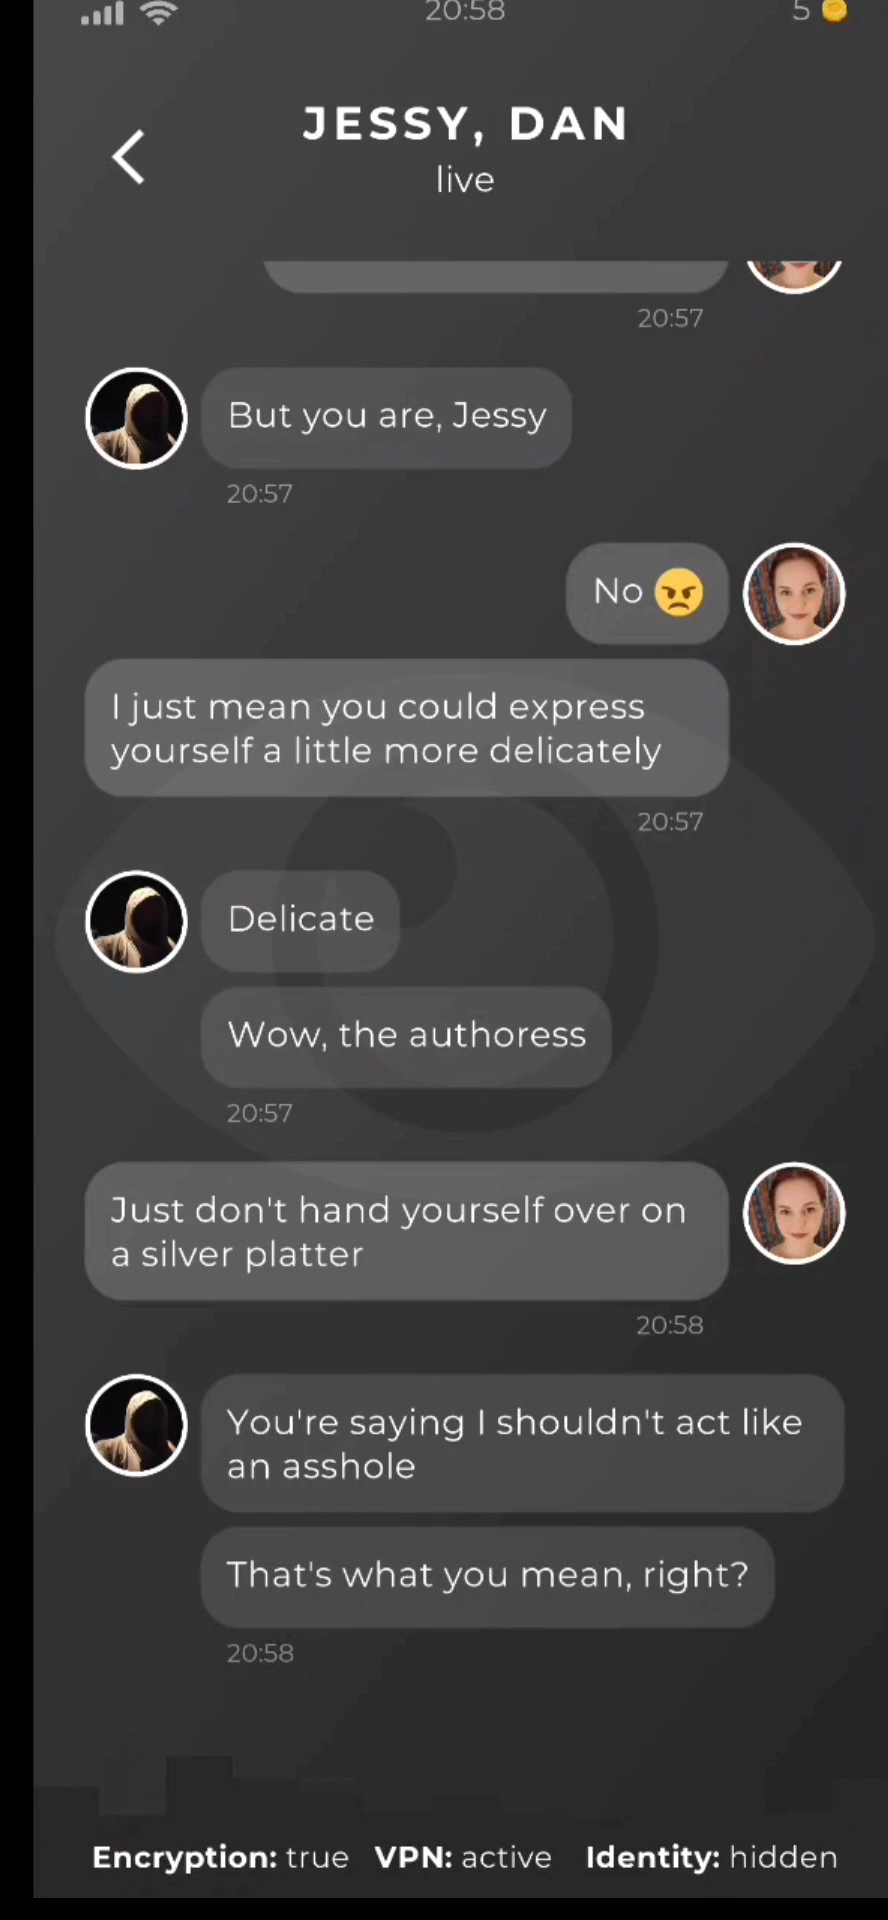 20:58
5
JESSY, DAN
live
20:57
But you are, Jessy
20:57
No 😠
I just mean you could express
yourself a little more delicately
20:57
Delicate
Wow, the authoress
20:57
Just don't hand yourself over on
a silver platter
20:58
You're saying I shouldn't act like
an asshole
That's what you mean, right?
20:58
Encryption: true VPN: active Identity: hidden